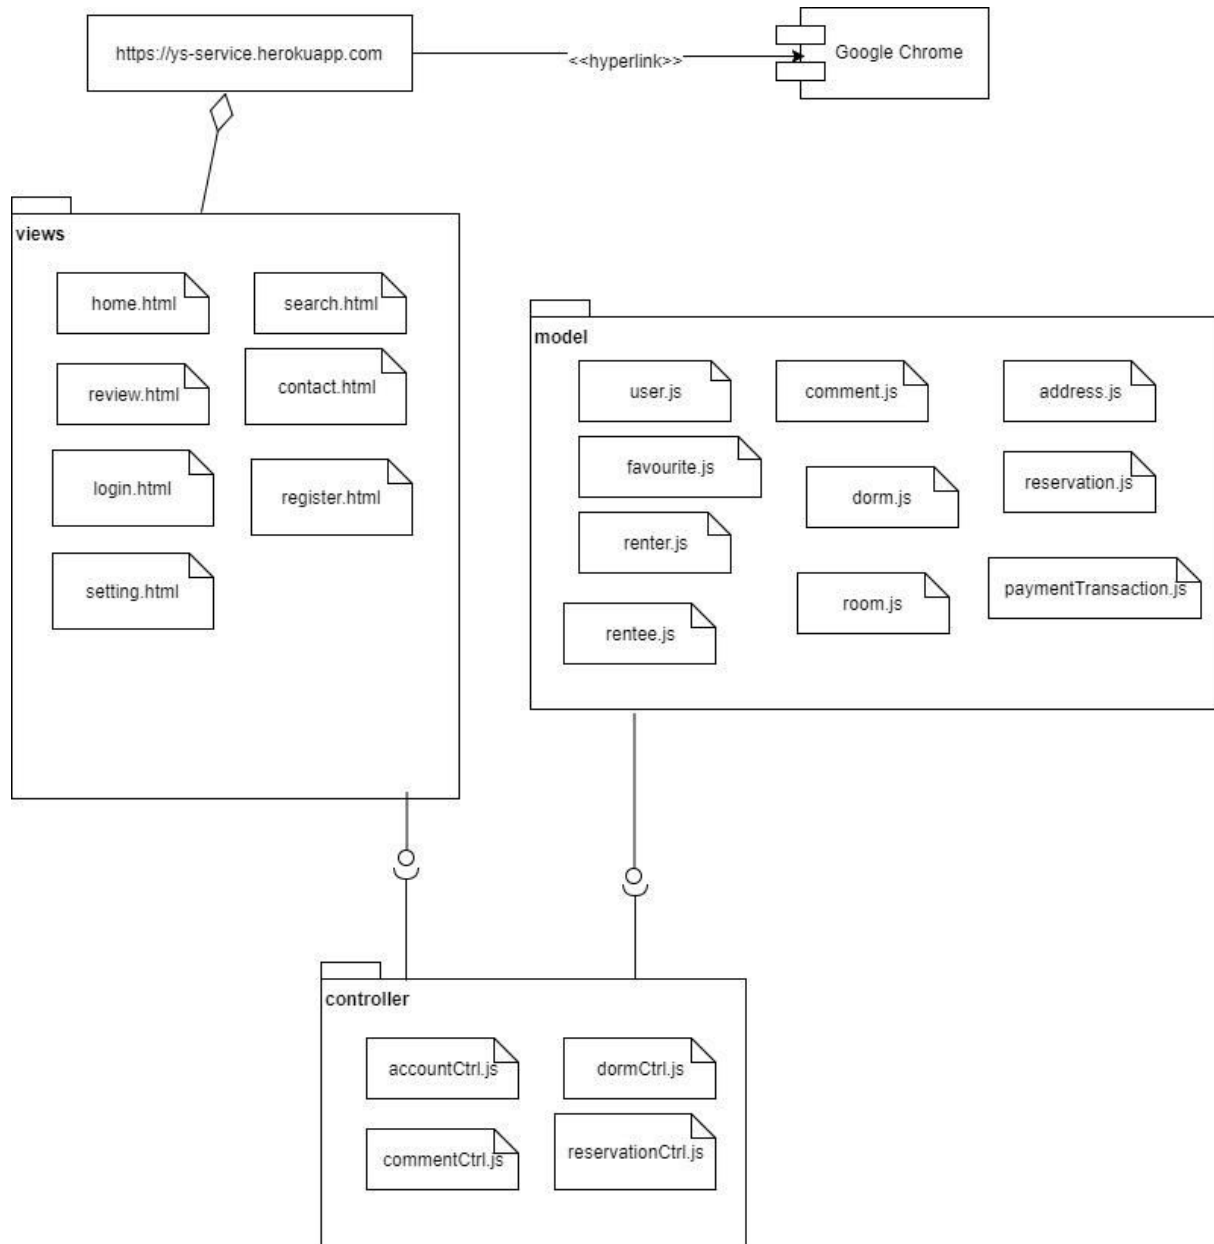 https://ys-service.herokuapp.com
<<hyperlink>>
Google Chrome
views
home.html
search.html
review.html
contact.html
login.html
register.html
setting.html
model
user.js
comment.js
address.js
favourite.js
dorm.js
reservation.js
renter.js
room.js
paymentTransaction.js
rentee.js
controller
accountCtrl.js
dormCtrl.js
commentCtrl.js
reservationCtrl.js